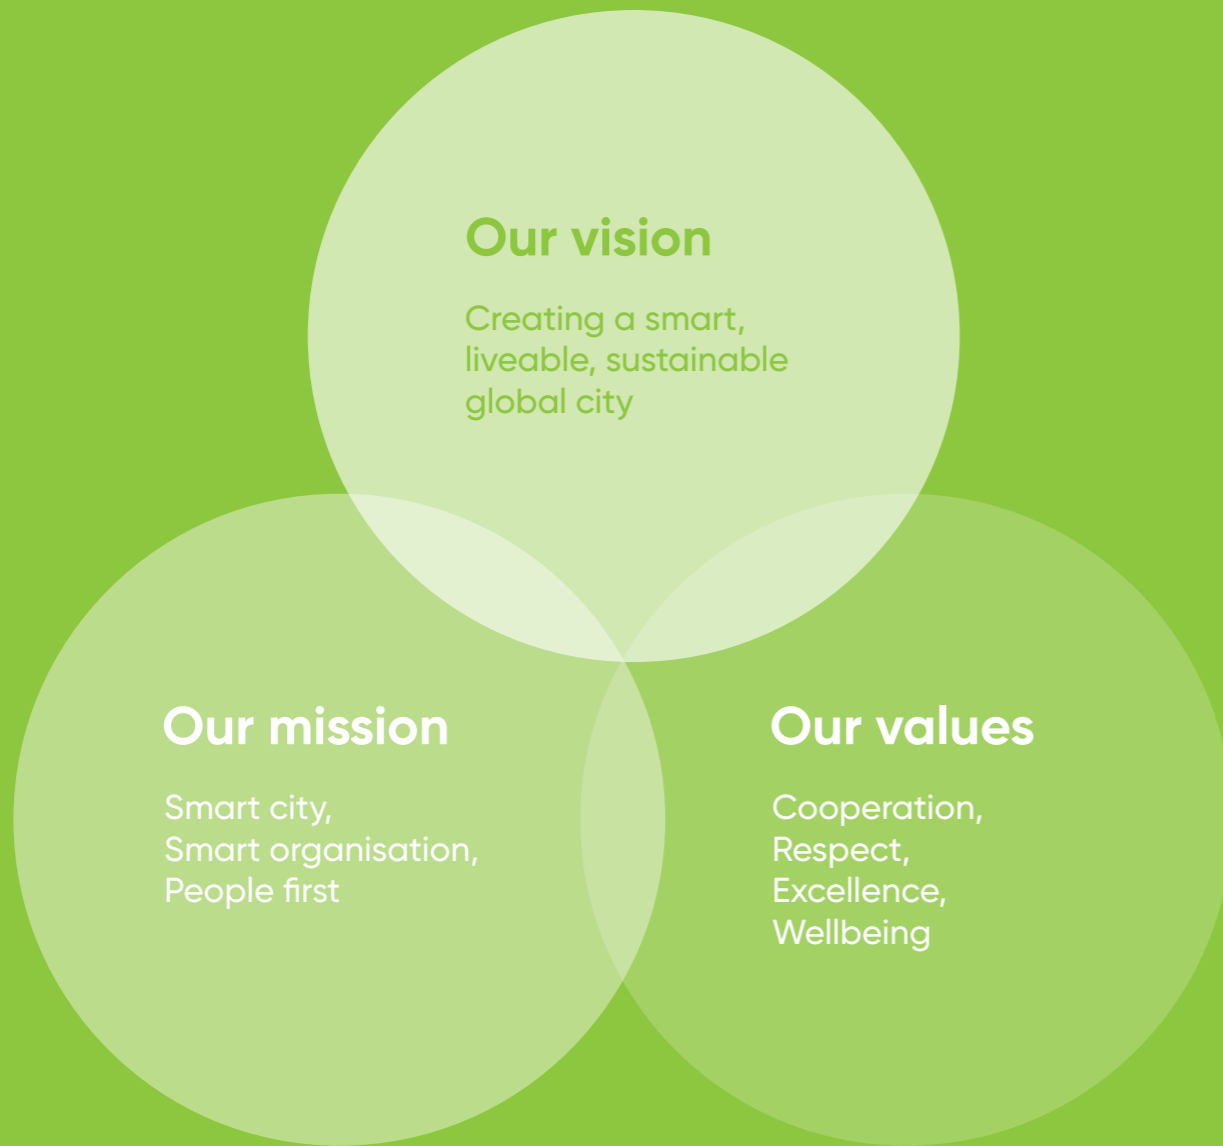 Our vision
Creating a smart,
liveable, sustainable
global city
Our mission
Smart city,
Smart organisation,
People first
Our values
Cooperation,
Respect,
Excellence,
Wellbeing